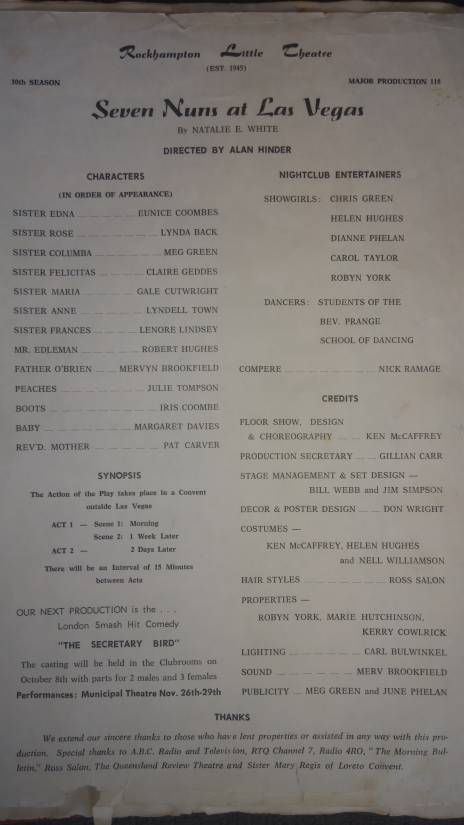 Rockhampton Little Theatre
(EST. 1945)
30th SEASON
MAJOR PRODUCTION 118
Seven Nuns at Las Vegas
By NATALIE E. WHITE
DIRECTED BY ALAN HINDER
CHARACTERS
(IN ORDER OF APPEARANCE)
SISTER EDNA ... EUNICE COOMBES
SISTER ROSE ... LYNDA BACK
SISTER COLUMBA ... MEG GREEN
SISTER FELICITAS ... CLAIRE GEDDES
SISTER MARIA ... GALE CUTWRIGHT
SISTER ANNE ... LYNDELL TOWN
SISTER FRANCES ... LENORE LINDSEY
MR. EDLEMAN ... ROBERT HUGHES
FATHER O'BRIEN ... MERVYN BROOKFIELD
PEACHES ... JULIE TOMPSON
BOOTS ... IRIS COOMBE
BABY ... MARGARET DAVIES
REV'D. MOTHER ... PAT CARVER
SYNOPSIS
The Action of the Play takes place in a Convent
outside Las Vegas
ACT 1 — Scene 1: Morning
Scene 2: 1 Week Later
ACT 2 — 2 Days Later
There will be an Interval of 15 Minutes
between Acts
OUR NEXT PRODUCTION is the . . .
London Smash Hit Comedy
"THE SECRETARY BIRD"
The casting will be held in the Clubrooms on
October 8th with parts for 2 males and 3 females
Performances: Municipal Theatre Nov. 26th-29th
NIGHTCLUB ENTERTAINERS
SHOWGIRLS: CHRIS GREEN
HELEN HUGHES
DIANNE PHELAN
CAROL TAYLOR
ROBYN YORK
DANCERS: STUDENTS OF THE
BEV. PRANGE
SCHOOL OF DANCING
COMPERE ... NICK RAMAGE
CREDITS
FLOOR SHOW, DESIGN
& CHOREOGRAPHY ... KEN McCAFFREY
PRODUCTION SECRETARY ... GILLIAN CARR
STAGE MANAGEMENT & SET DESIGN —
BILL WEBB and JIM SIMPSON
DECOR & POSTER DESIGN ... DON WRIGHT
COSTUMES —
KEN McCAFFREY, HELEN HUGHES
and NELL WILLIAMSON
HAIR STYLES ... ROSS SALON
PROPERTIES —
ROBYN YORK, MARIE HUTCHINSON,
KERRY COWLRICK
LIGHTING ... CARL BULWINKEL
SOUND ... MERV BROOKFIELD
PUBLICITY ... MEG GREEN and JUNE PHELAN
THANKS
We extend our sincere thanks to those who have lent properties or assisted in any way with this pro-
duction. Special thanks to A.B.C. Radio and Television, RTQ Channel 7, Radio 4RO, "The Morning Bul-
letin," Ross Salon, The Queensland Review Theatre and Sister Mary Regis of Loreto Convent.